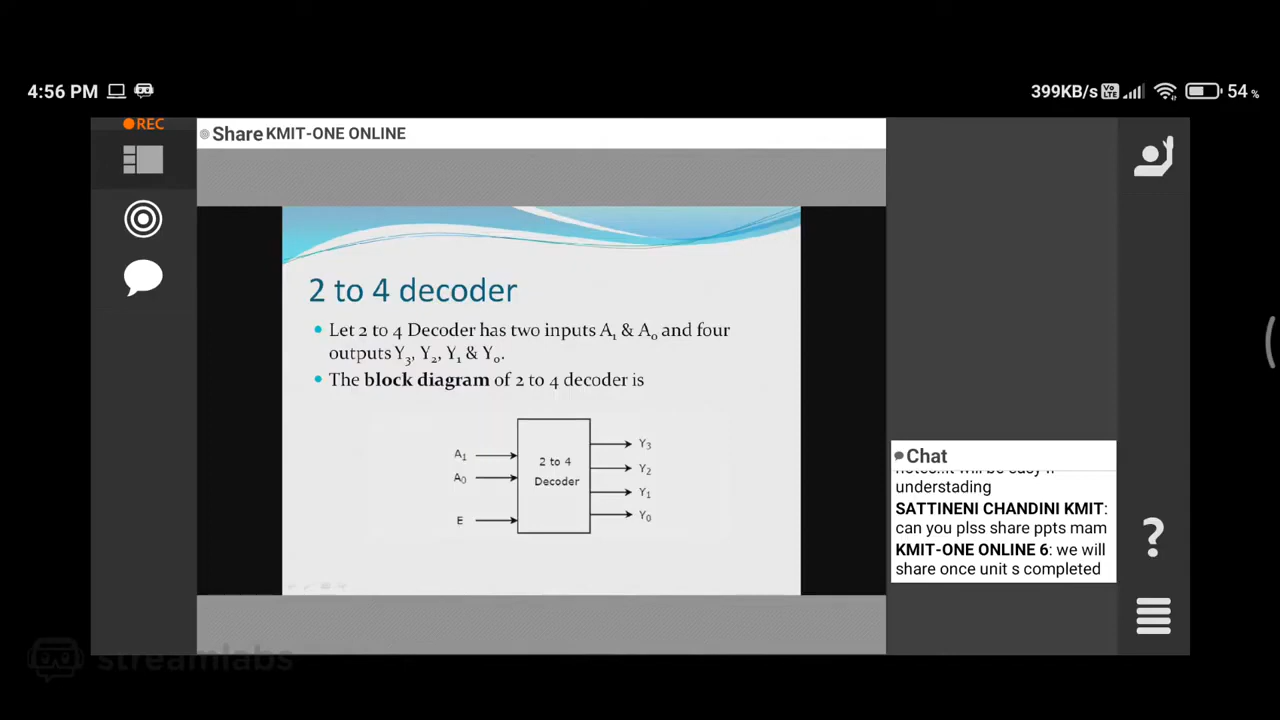 4:56 PM
399KB/s Vo LTE 54 %
REC
Share KMIT-ONE ONLINE
2 to 4 decoder
• Let 2 to 4 Decoder has two inputs A₁ & A₀ and four
outputs Y₃, Y₂, Y₁ & Y₀.
• The block diagram of 2 to 4 decoder is
A₁
A₀
E
2 to 4
Decoder
Y₃
Y₂
Y₁
Y₀
Chat
understading
SATTINENI CHANDINI KMIT:
can you plss share ppts mam
KMIT-ONE ONLINE 6: we will
share once unit s completed
?
streamlabs